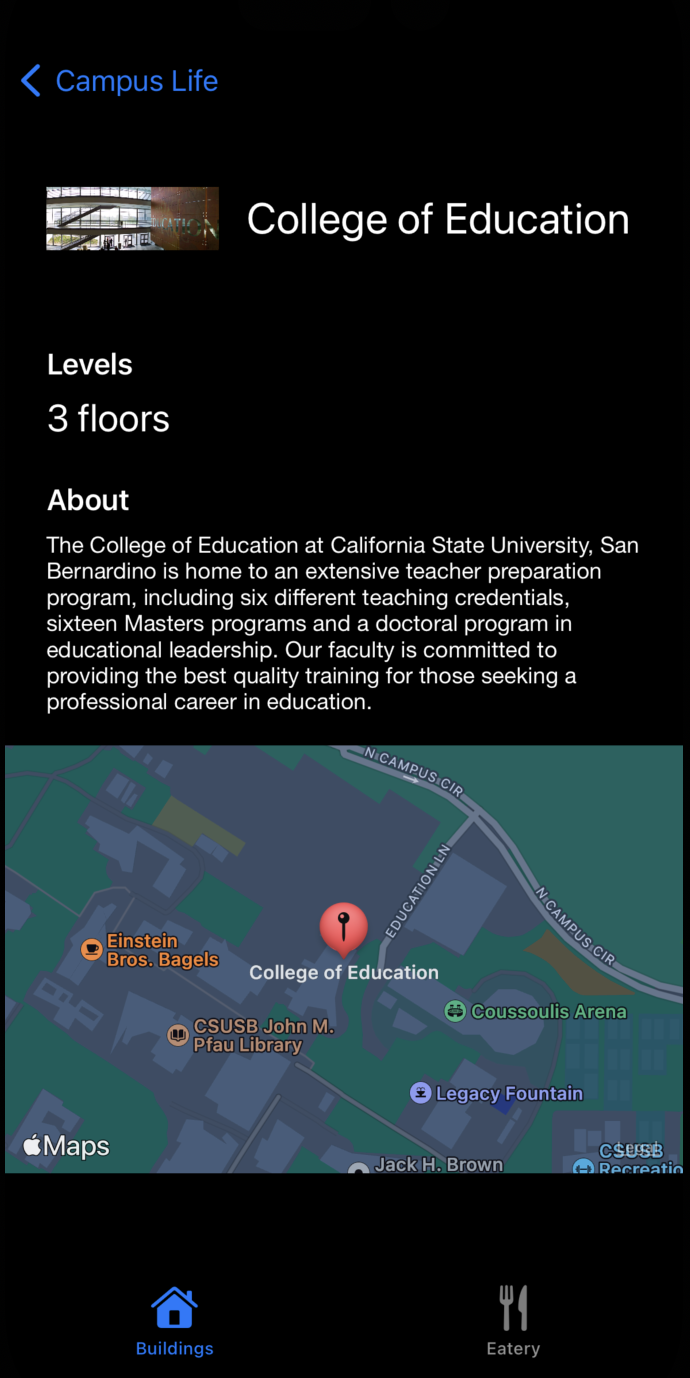 Campus Life
College of Education
Levels
3 floors
About
The College of Education at California State University, San
Bernardino is home to an extensive teacher preparation
program, including six different teaching credentials,
sixteen Masters programs and a doctoral program in
educational leadership. Our faculty is committed to
providing the best quality training for those seeking a
professional career in education.
N CAMPUS CIR
EDUCATION LN
N CAMPUS CIR
Einstein
Bros. Bagels
College of Education
Coussoulis Arena
CSUSB John M.
Pfau Library
Legacy Fountain
Maps
Jack H. Brown
CSUSB
Legal
Recreatio
Buildings
Eatery